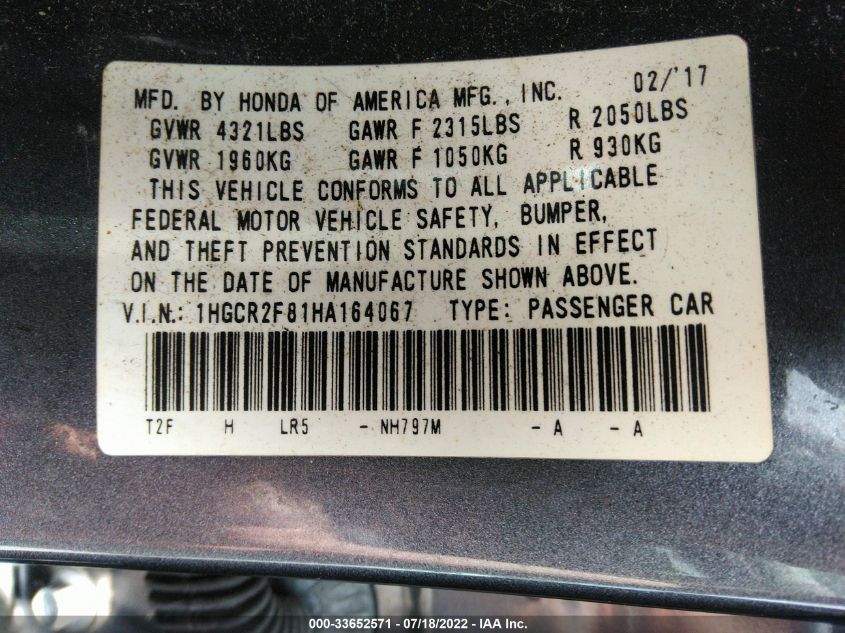 MFD. BY HONDA OF AMERICA MFG., INC. 02/'17
GVWR 4321LBS GAWR F 2315LBS R 2050LBS
GVWR 1960KG GAWR F 1050KG R 930KG
THIS VEHICLE CONFORMS TO ALL APPLICABLE
FEDERAL MOTOR VEHICLE SAFETY, BUMPER,
AND THEFT PREVENTION STANDARDS IN EFFECT
ON THE DATE OF MANUFACTURE SHOWN ABOVE.
V.I.N.: 1HGCR2F81HA164067 TYPE: PASSENGER CAR
T2F H LR5 - NH797M - A - A
000-33652571 / 07/18/2022 - IAA Inc.